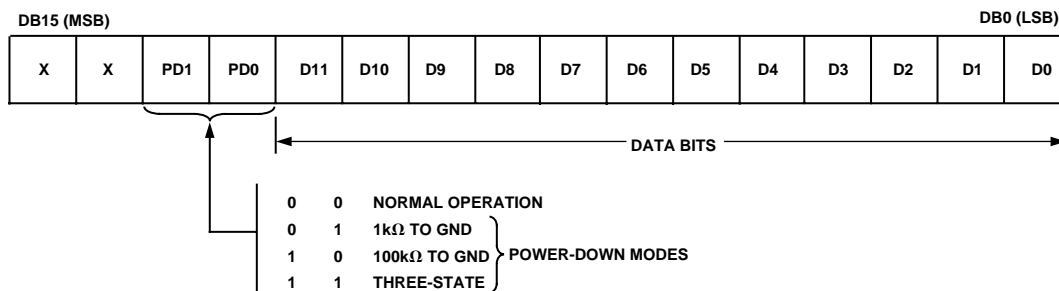 DB15 (MSB) DB0 (LSB)
X X PD1 PD0 D11 D10 D9 D8 D7 D6 D5 D4 D3 D2 D1 D0
DATA BITS
0 0 NORMAL OPERATION
0 1 1kΩ TO GND
1 0 100kΩ TO GND POWER-DOWN MODES
1 1 THREE-STATE